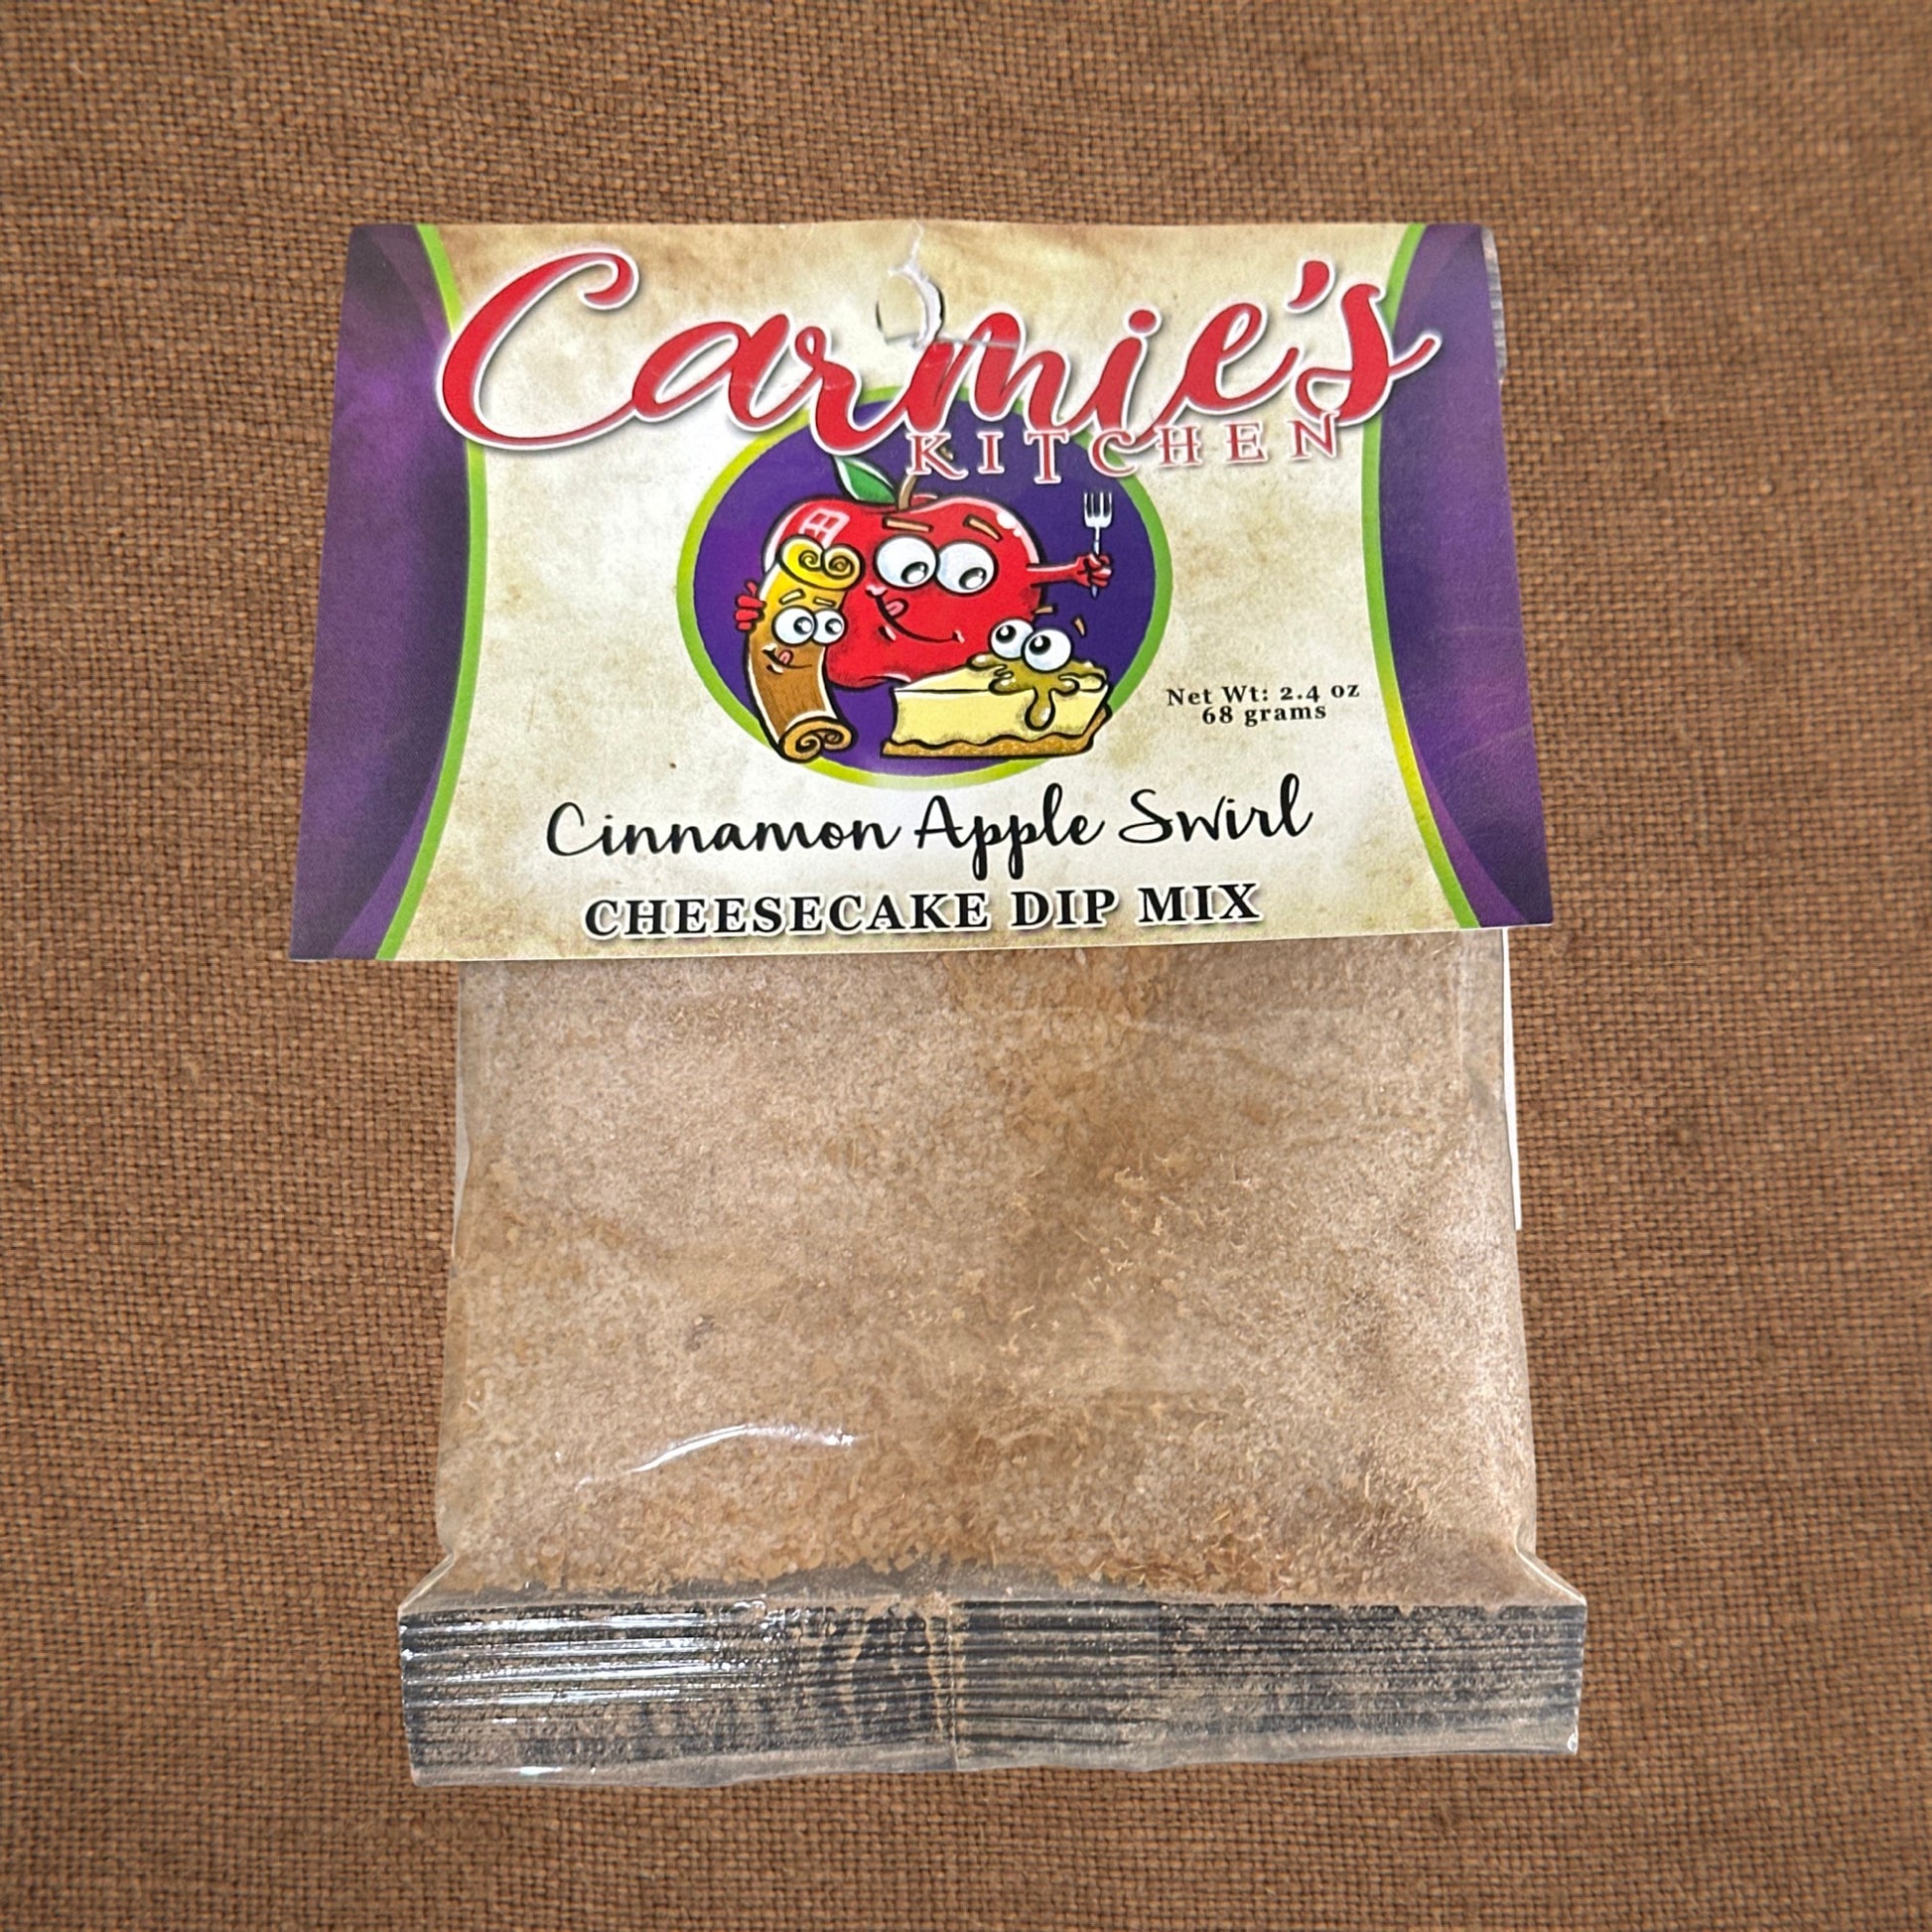 Carmie's
KITCHEN
Net Wt: 2.4 oz
68 grams
Cinnamon Apple Swirl
CHEESECAKE DIP MIX